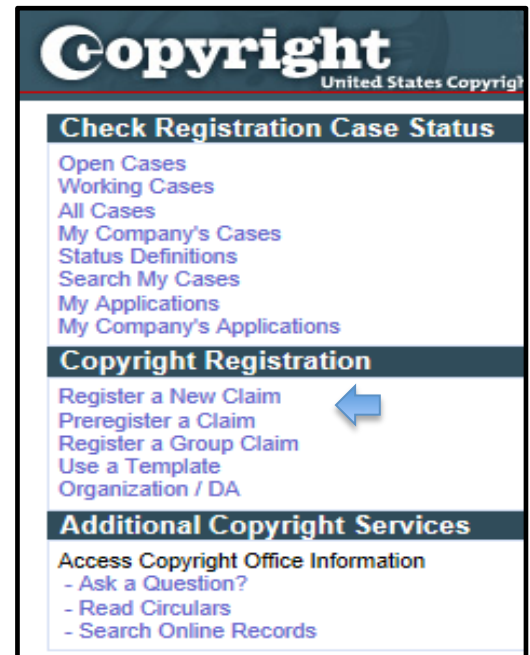 Copyright
United States Copyrigh
Check Registration Case Status
Open Cases
Working Cases
All Cases
My Company's Cases
Status Definitions
Search My Cases
My Applications
My Company's Applications
Copyright Registration
Register a New Claim
Preregister a Claim
Register a Group Claim
Use a Template
Organization / DA
Additional Copyright Services
Access Copyright Office Information
- Ask a Question?
- Read Circulars
- Search Online Records